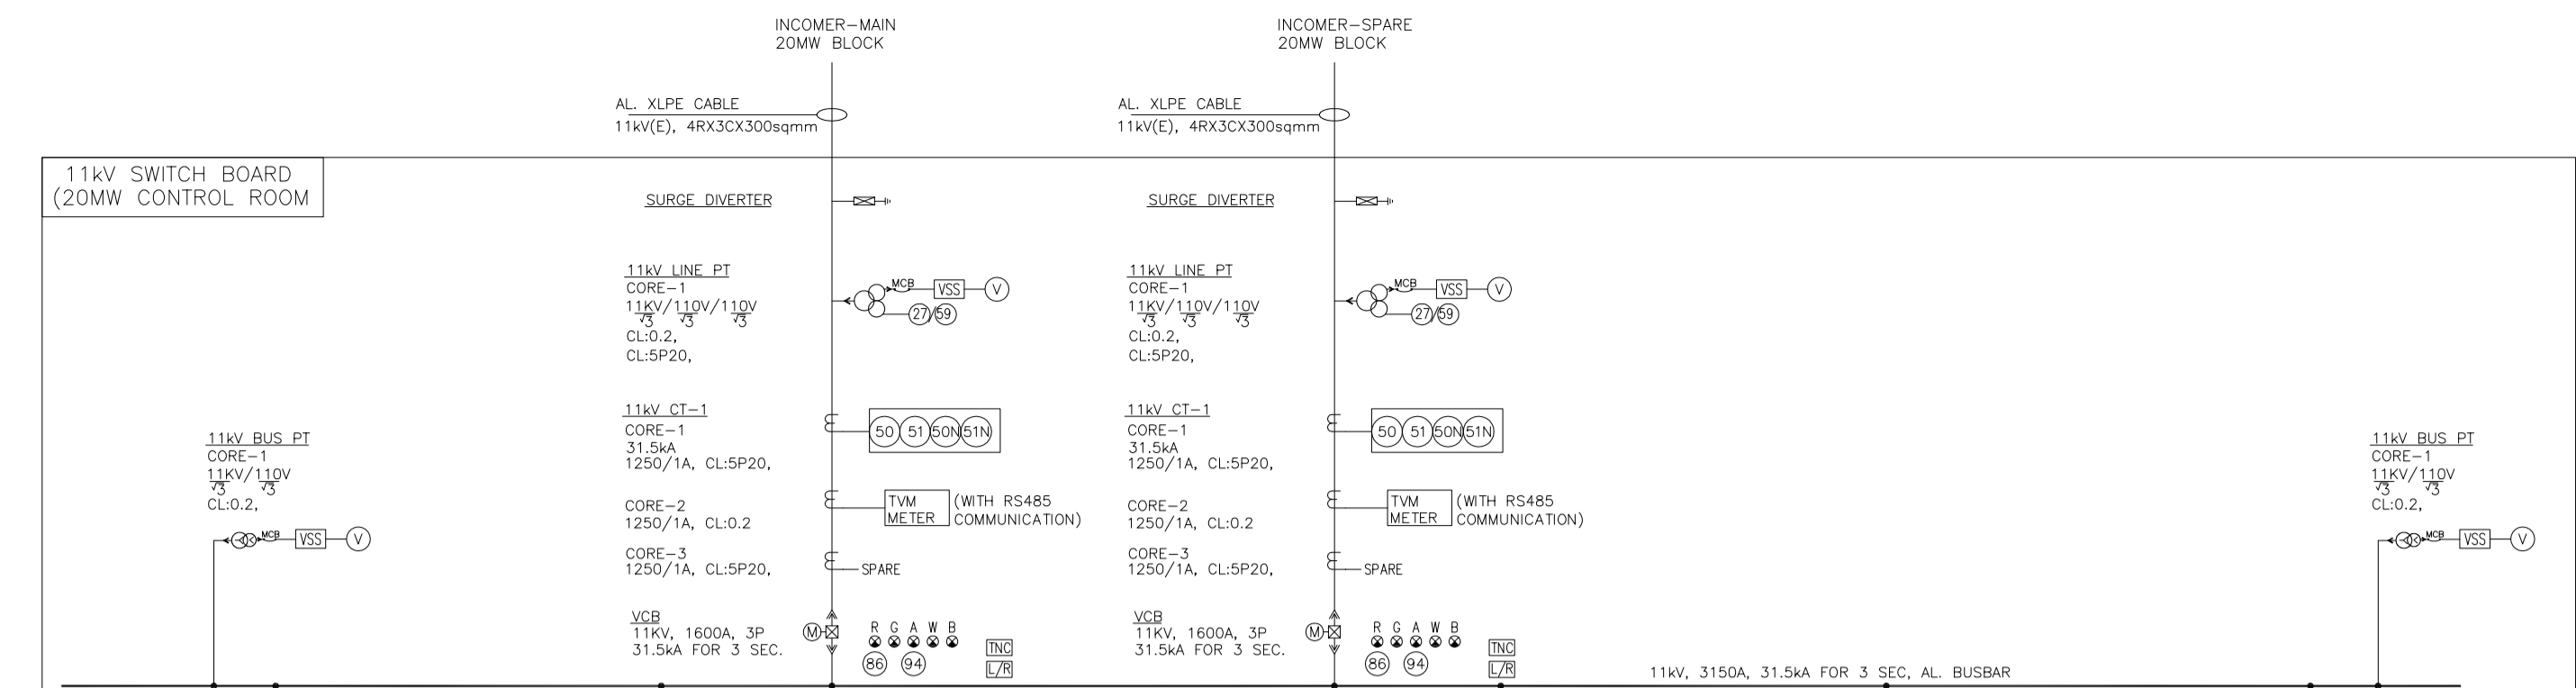 INCOMER-MAIN
20MW BLOCK
INCOMER-SPARE
20MW BLOCK
AL. XLPE CABLE
11kV(E), 4RX3CX300sqmm
AL. XLPE CABLE
11kV(E), 4RX3CX300sqmm
11kV SWITCH BOARD
(20MW CONTROL ROOM
SURGE DIVERTER
SURGE DIVERTER
11kV LINE PT
CORE-1
11KV/110V/110V
√3 √3 √3
CL:0.2,
CL:5P20,
MCB VSS V
27/59
11kV LINE PT
CORE-1
11KV/110V/110V
√3 √3 √3
CL:0.2,
CL:5P20,
MCB VSS V
27/59
11kV CT-1
CORE-1
31.5kA
1250/1A, CL:5P20,
50 51 50N 51N
CORE-2
1250/1A, CL:0.2
TVM
METER
(WITH RS485
COMMUNICATION)
CORE-3
1250/1A, CL:5P20,
SPARE
11kV CT-1
CORE-1
31.5kA
1250/1A, CL:5P20,
50 51 50N 51N
CORE-2
1250/1A, CL:0.2
TVM
METER
(WITH RS485
COMMUNICATION)
CORE-3
1250/1A, CL:5P20,
SPARE
11kV BUS PT
CORE-1
11KV/110V
√3 √3
CL:0.2,
MCB VSS V
11kV BUS PT
CORE-1
11KV/110V
√3 √3
CL:0.2,
MCB VSS V
VCB
11KV, 1600A, 3P
31.5kA FOR 3 SEC.
M
R G A W B
86 94
TNC
L/R
VCB
11KV, 1600A, 3P
31.5kA FOR 3 SEC.
M
R G A W B
86 94
TNC
L/R
11kV, 3150A, 31.5kA FOR 3 SEC, AL. BUSBAR